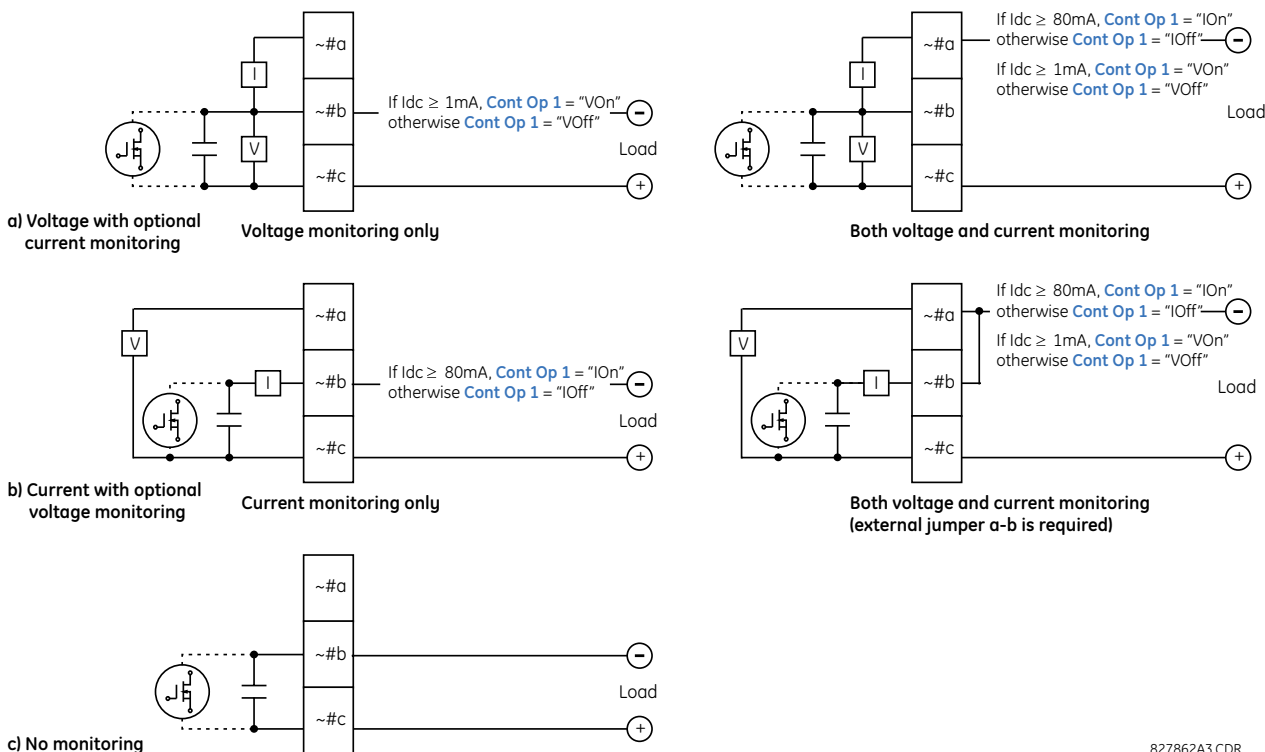 ~#a
I
~#b
If Idc ≥ 1mA, Cont Op 1 = “VOn”
otherwise Cont Op 1 = “VOff”
−
V
Load
~#c
+
a) Voltage with optional
current monitoring
Voltage monitoring only
If Idc ≥ 80mA, Cont Op 1 = “IOn”
~#a
otherwise Cont Op 1 = “IOff”
−
I
If Idc ≥ 1mA, Cont Op 1 = “VOn”
otherwise Cont Op 1 = “VOff”
~#b
Load
V
~#c
+
Both voltage and current monitoring
~#a
V
If Idc ≥ 80mA, Cont Op 1 = “IOn”
I
~#b
otherwise Cont Op 1 = “IOff”
−
Load
~#c
+
b) Current with optional
voltage monitoring
Current monitoring only
If Idc ≥ 80mA, Cont Op 1 = “IOn”
~#a
otherwise Cont Op 1 = “IOff”
−
V
If Idc ≥ 1mA, Cont Op 1 = “VOn”
otherwise Cont Op 1 = “VOff”
I
~#b
Load
~#c
+
Both voltage and current monitoring
(external jumper a-b is required)
~#a
~#b
−
Load
~#c
+
c) No monitoring
827862A3.CDR